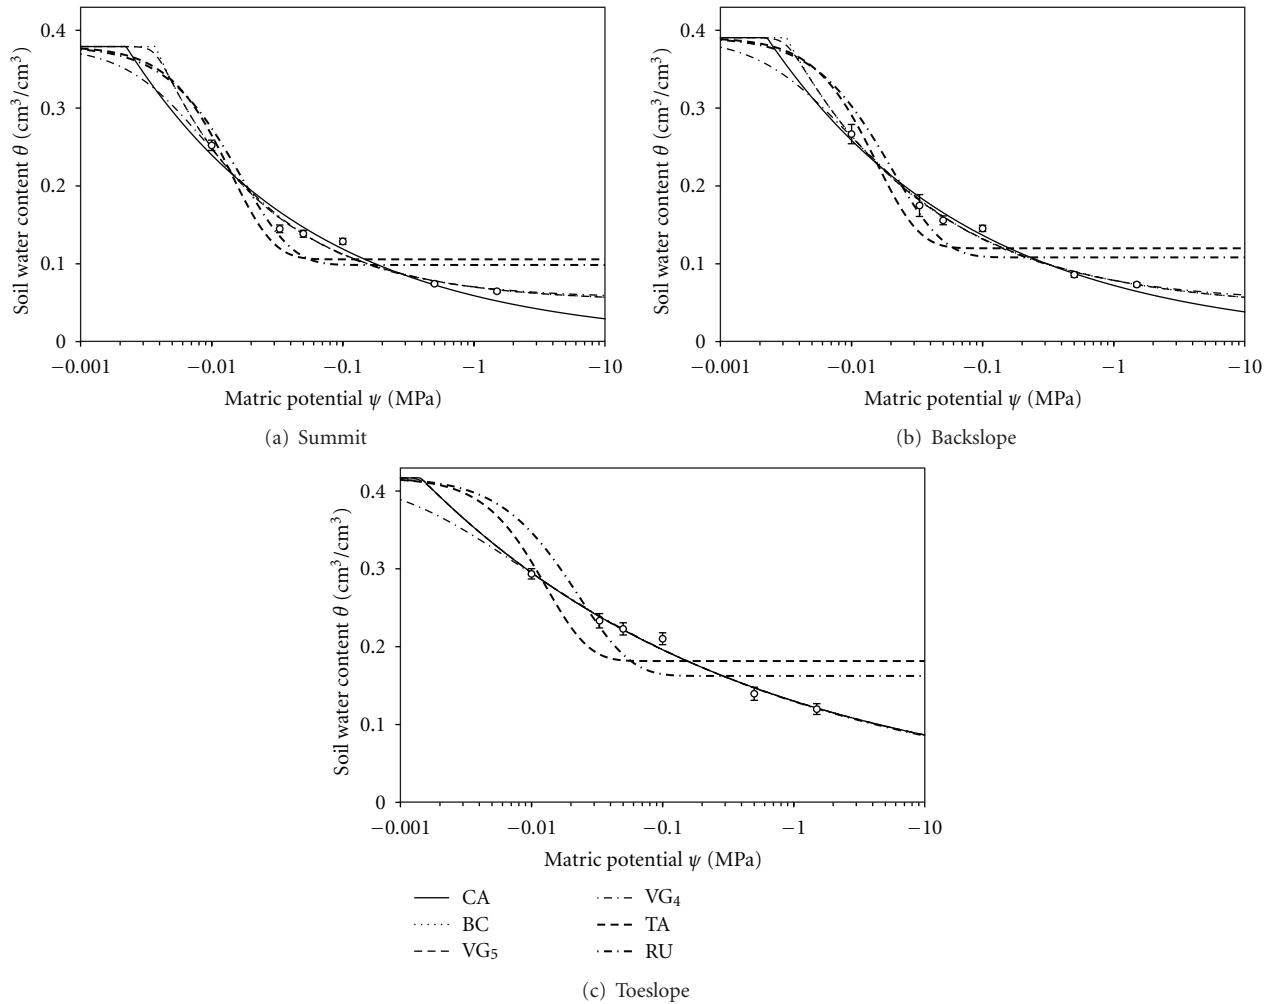 Soil water content θ (cm³/cm³)
0.4
0.3
0.2
0.1
0
−0.001
−0.01
−0.1
−1
−10
Matric potential ψ (MPa)
(a) Summit
Soil water content θ (cm³/cm³)
0.4
0.3
0.2
0.1
0
−0.001
−0.01
−0.1
−1
−10
Matric potential ψ (MPa)
(b) Backslope
Soil water content θ (cm³/cm³)
0.4
0.3
0.2
0.1
0
−0.001
−0.01
−0.1
−1
−10
Matric potential ψ (MPa)
CA
BC
VG₅
VG₄
TA
RU
(c) Toeslope